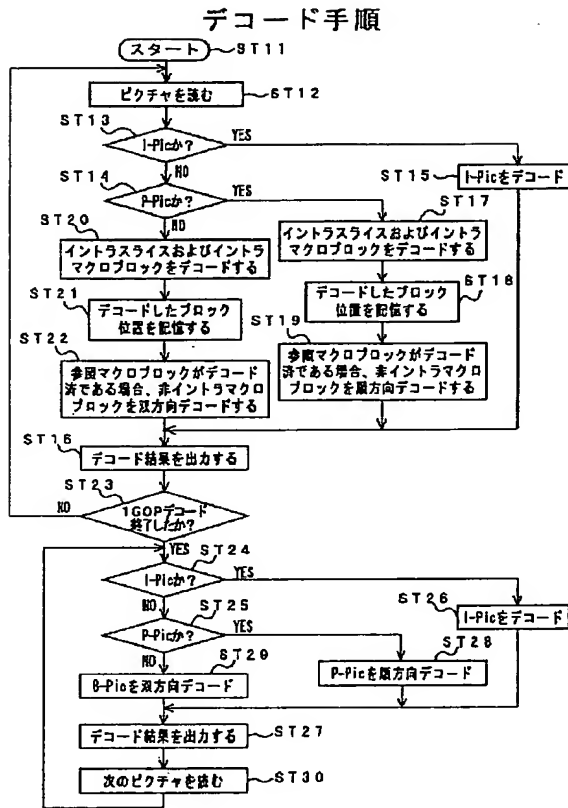 デコード手順
スタート
ST11
ピクチャを読む
ST12
ST13
I-Picか?
YES
NO
ST14
P-Picか?
YES
NO
ST15
I-Picをデコード
ST17
イントラスライスおよびイントラ
マクロブロックをデコードする
ST20
イントラスライスおよびイントラ
マクロブロックをデコードする
ST18
デコードしたブロック
位置を記憶する
ST21
デコードしたブロック
位置を記憶する
ST19
参照マクロブロックがデコード
済である場合、非イントラマクロ
ブロックを順方向デコードする
ST22
参照マクロブロックがデコード
済である場合、非イントラマクロ
ブロックを双方向デコードする
ST16
デコード結果を出力する
ST23
1GOPデコード
終了したか?
NO
YES
ST24
I-Picか?
YES
NO
ST25
P-Picか?
YES
NO
ST26
I-Picをデコード
ST28
P-Picを順方向デコード
ST29
B-Picを双方向デコード
デコード結果を出力する
ST27
次のピクチャを読む
ST30